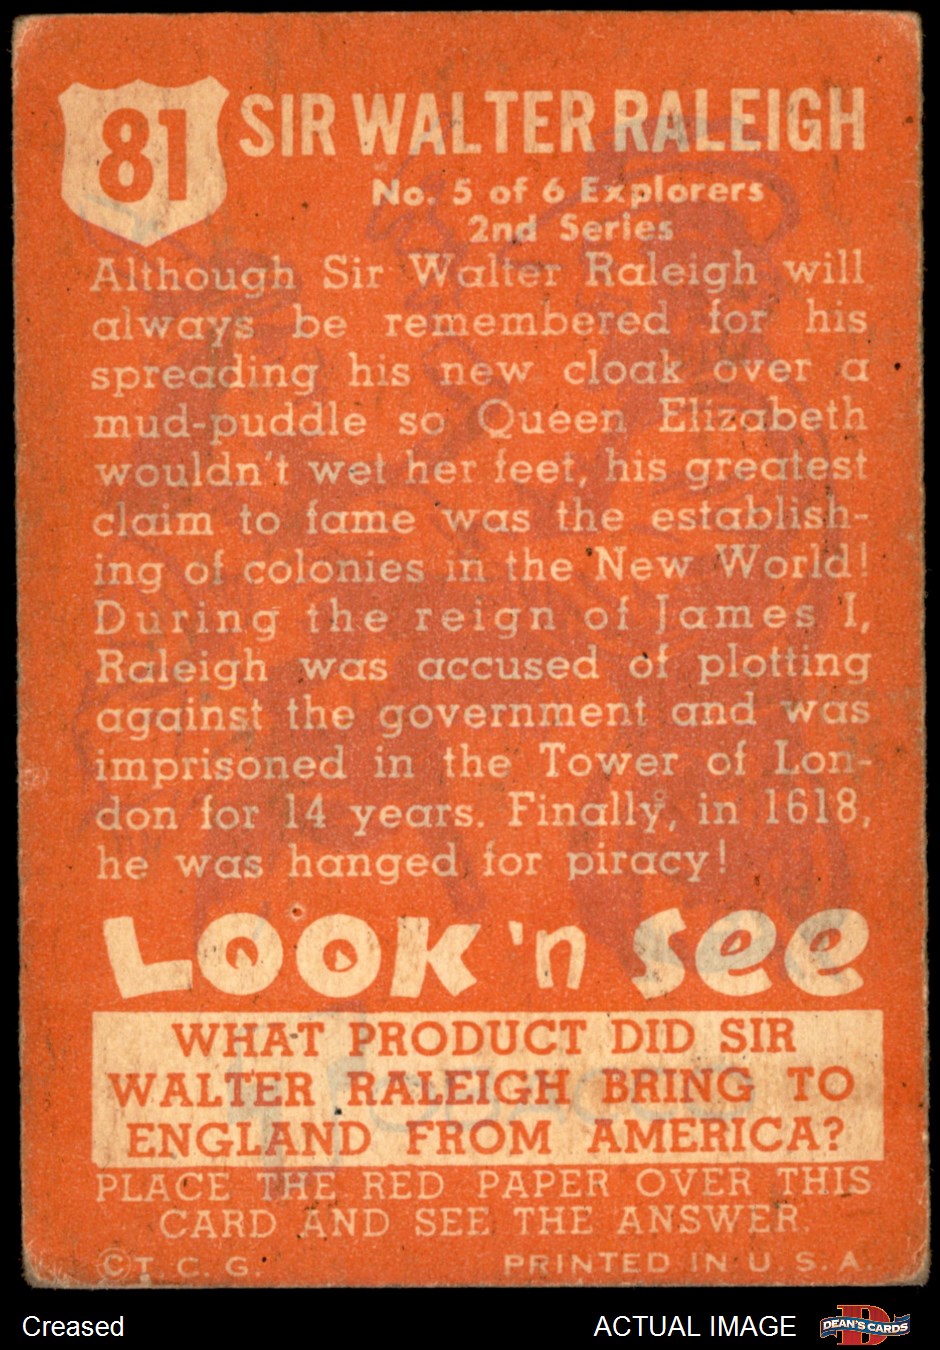 81
SIR WALTER RALEIGH
No. 5 of 6 Explorers
2nd Series
Although Sir Walter Raleigh will
always be remembered for his
spreading his new cloak over a
mud-puddle so Queen Elizabeth
wouldn't wet her feet, his greatest
claim to fame was the establish-
ing of colonies in the New World!
During the reign of James I,
Raleigh was accused of plotting
against the government and was
imprisoned in the Tower of Lon-
don for 14 years. Finally, in 1618,
he was hanged for piracy!
LOOK 'n See
WHAT PRODUCT DID SIR
WALTER RALEIGH BRING TO
ENGLAND FROM AMERICA?
TOBACCO
PLACE THE RED PAPER OVER THIS
CARD AND SEE THE ANSWER.
© T. C. G.
PRINTED IN U. S. A.
Creased
ACTUAL IMAGE
D
DEAN'S CARDS